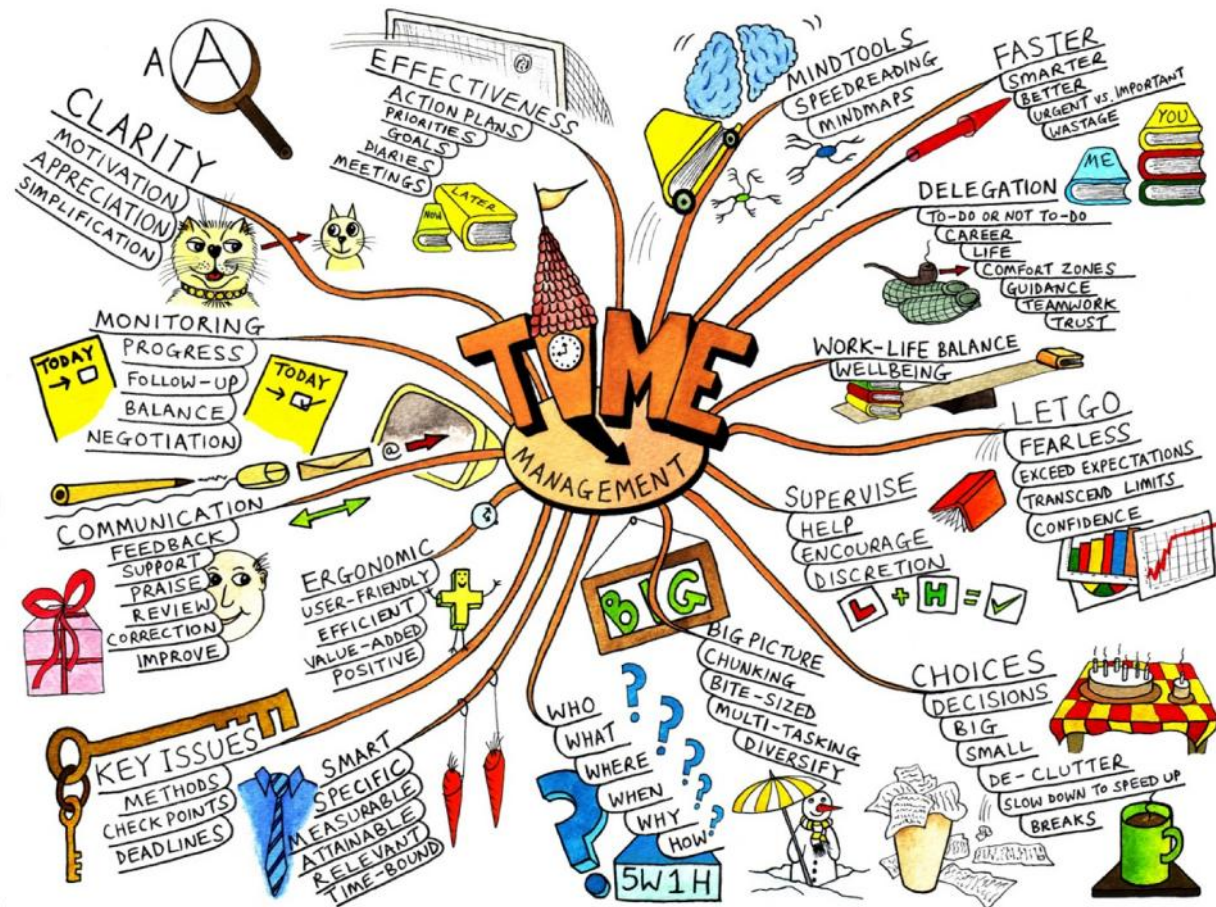 TIME
MANAGEMENT
A A
CLARITY
MOTIVATION
APPRECIATION
SIMPLIFICATION
EFFECTIVENESS
ACTION PLANS
PRIORITIES
GOALS
DIARIES
MEETINGS
NOW
LATER
@
MINDTOOLS
SPEEDREADING
MINDMAPS
FASTER
SMARTER
BETTER
URGENT VS. IMPORTANT
WASTAGE
YOU
ME
DELEGATION
TO-DO OR NOT TO-DO
CAREER
LIFE
COMFORT ZONES
GUIDANCE
TEAMWORK
TRUST
WORK-LIFE BALANCE
WELLBEING
LET GO
FEARLESS
EXCEED EXPECTATIONS
TRANSCEND LIMITS
CONFIDENCE
SUPERVISE
HELP
ENCOURAGE
DISCRETION
L + H = ✓
CHOICES
DECISIONS
BIG
SMALL
DE-CLUTTER
SLOW DOWN TO SPEED UP
BREAKS
BIG
BIG PICTURE
CHUNKING
BITE-SIZED
MULTI-TASKING
DIVERSIFY
WHO
WHAT
WHERE
WHEN
WHY
HOW
? ? ? ? ? ? ?
5W1H
SMART
SPECIFIC
MEASURABLE
ATTAINABLE
RELEVANT
TIME-BOUND
KEY ISSUES
METHODS
CHECKPOINTS
DEADLINES
ERGONOMIC
USER-FRIENDLY
EFFICIENT
VALUE-ADDED
POSITIVE
COMMUNICATION
FEEDBACK
SUPPORT
PRAISE
REVIEW
CORRECTION
IMPROVE
@
MONITORING
PROGRESS
FOLLOW-UP
BALANCE
NEGOTIATION
TODAY
→ ☐
TODAY
→ ☑